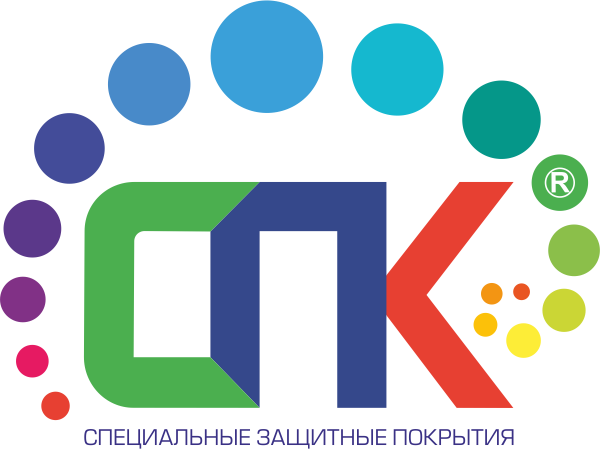 СПК®
СПЕЦИАЛЬНЫЕ ЗАЩИТНЫЕ ПОКРЫТИЯ